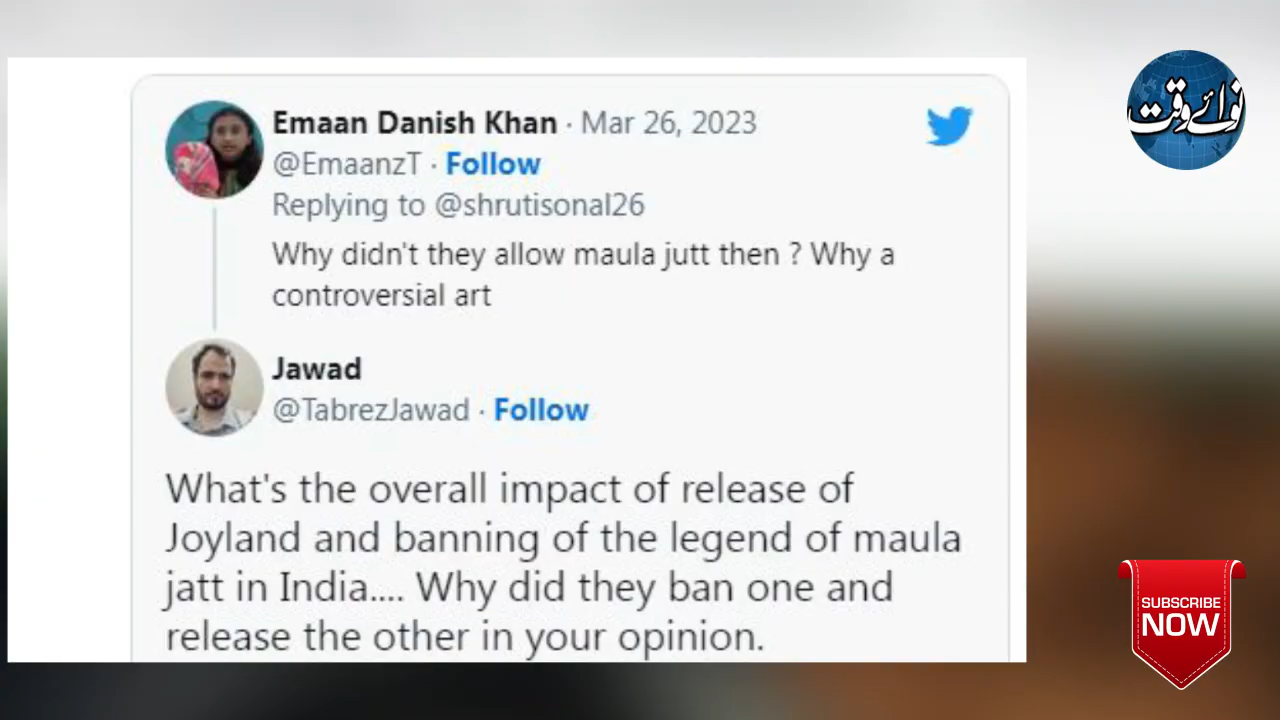 Emaan Danish Khan · Mar 26, 2023
@EmaanzT · Follow
Replying to @shrutisonal26
Why didn't they allow maula jutt then ? Why a
controversial art
Jawad
@TabrezJawad · Follow
What's the overall impact of release of
Joyland and banning of the legend of maula
jatt in India.... Why did they ban one and
release the other in your opinion.
نوائے وقت
SUBSCRIBE
NOW